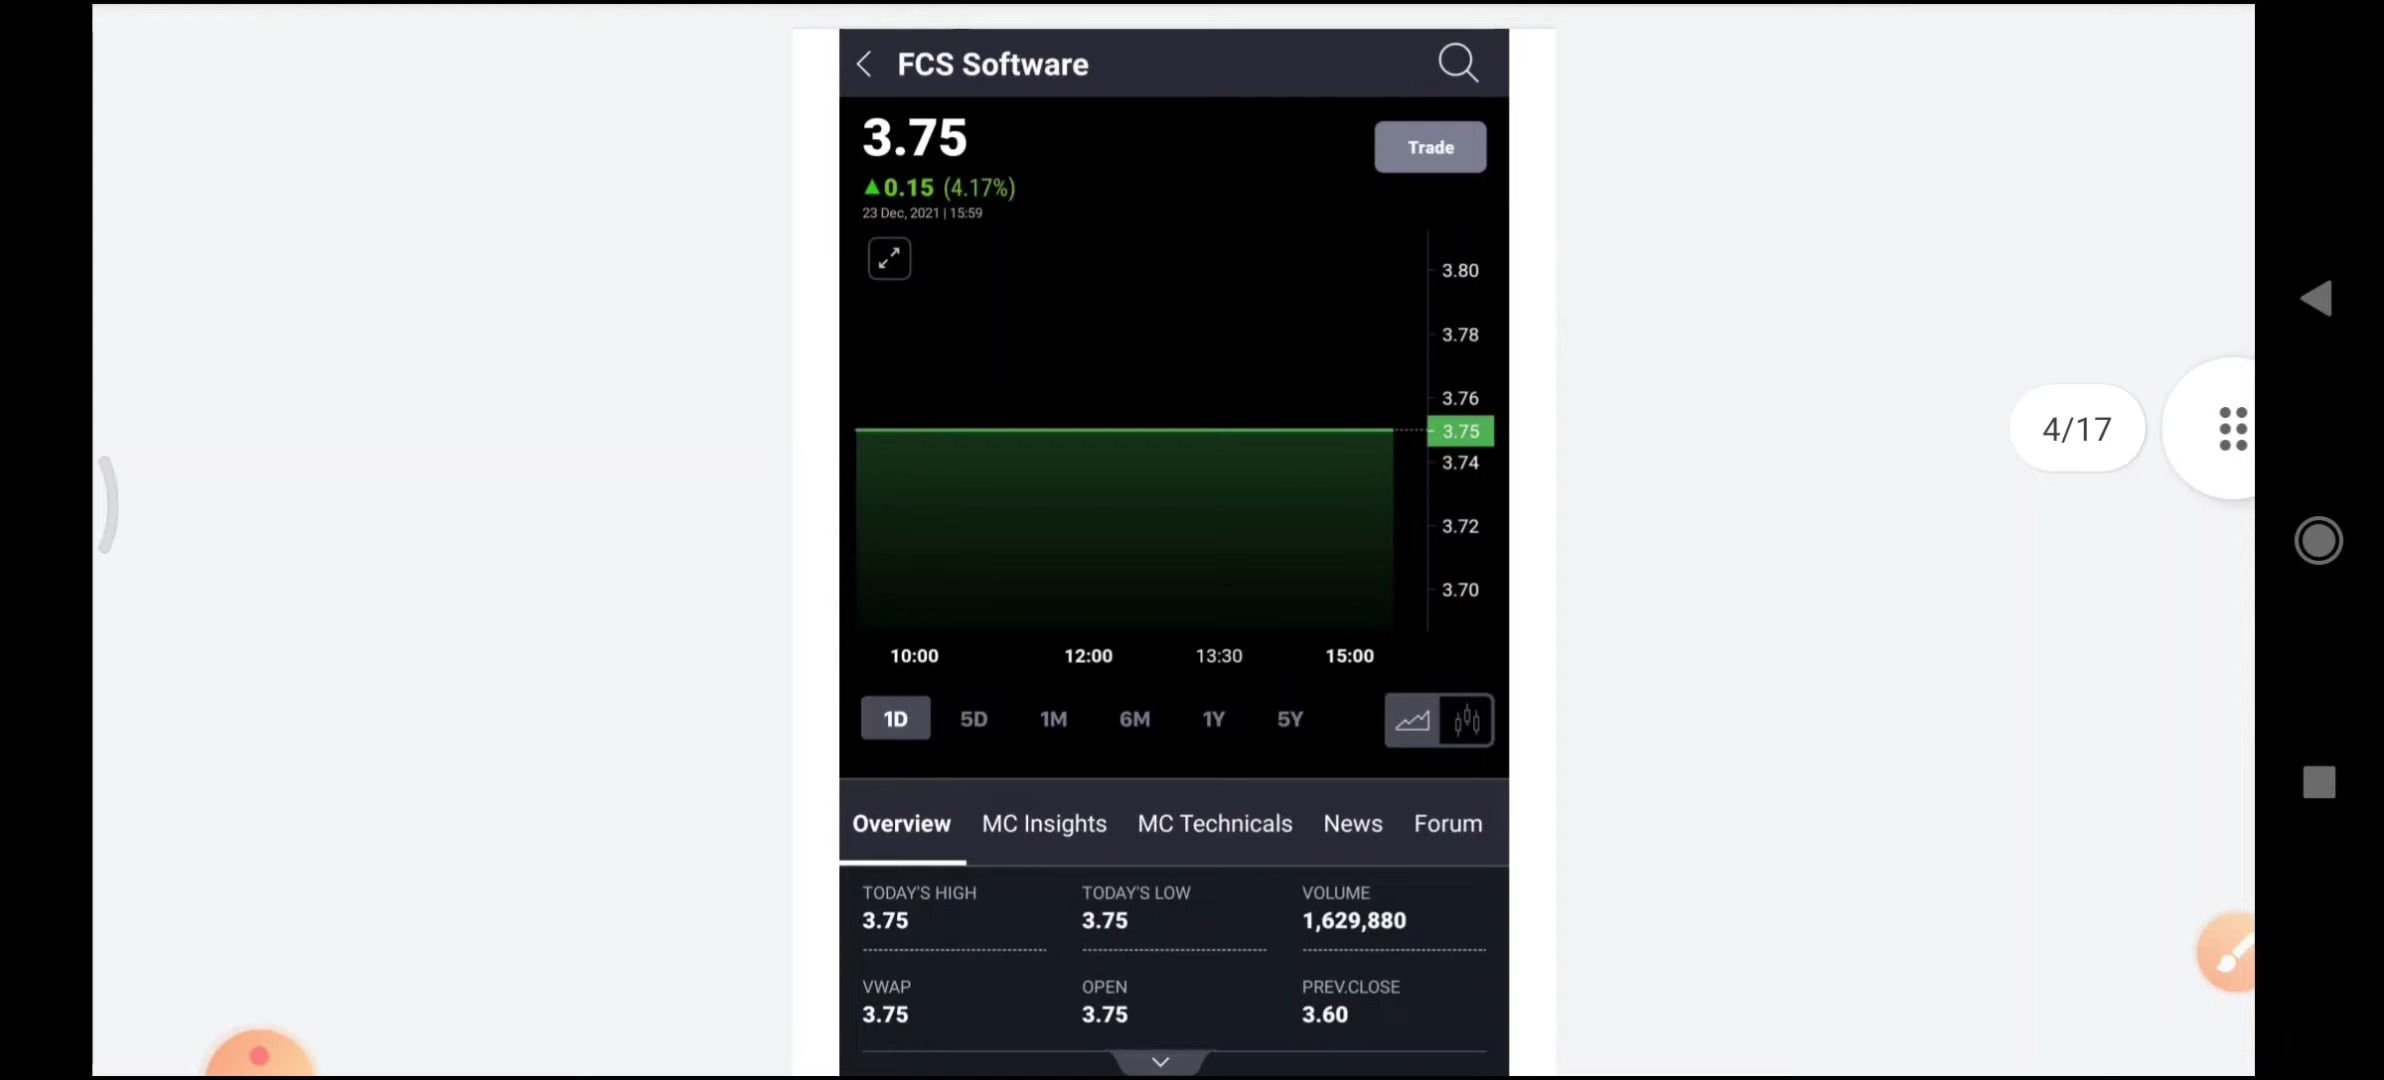 FCS Software
3.75
Trade
▲0.15 (4.17%)
23 Dec, 2021 | 15:59
3.80
3.78
3.76
3.75
3.74
3.72
3.70
10:00 12:00 13:30 15:00
1D 5D 1M 6M 1Y 5Y
Overview MC Insights MC Technicals News Forum
TODAY'S HIGH TODAY'S LOW VOLUME
3.75 3.75 1,629,880
VWAP OPEN PREV.CLOSE
3.75 3.75 3.60
4/17